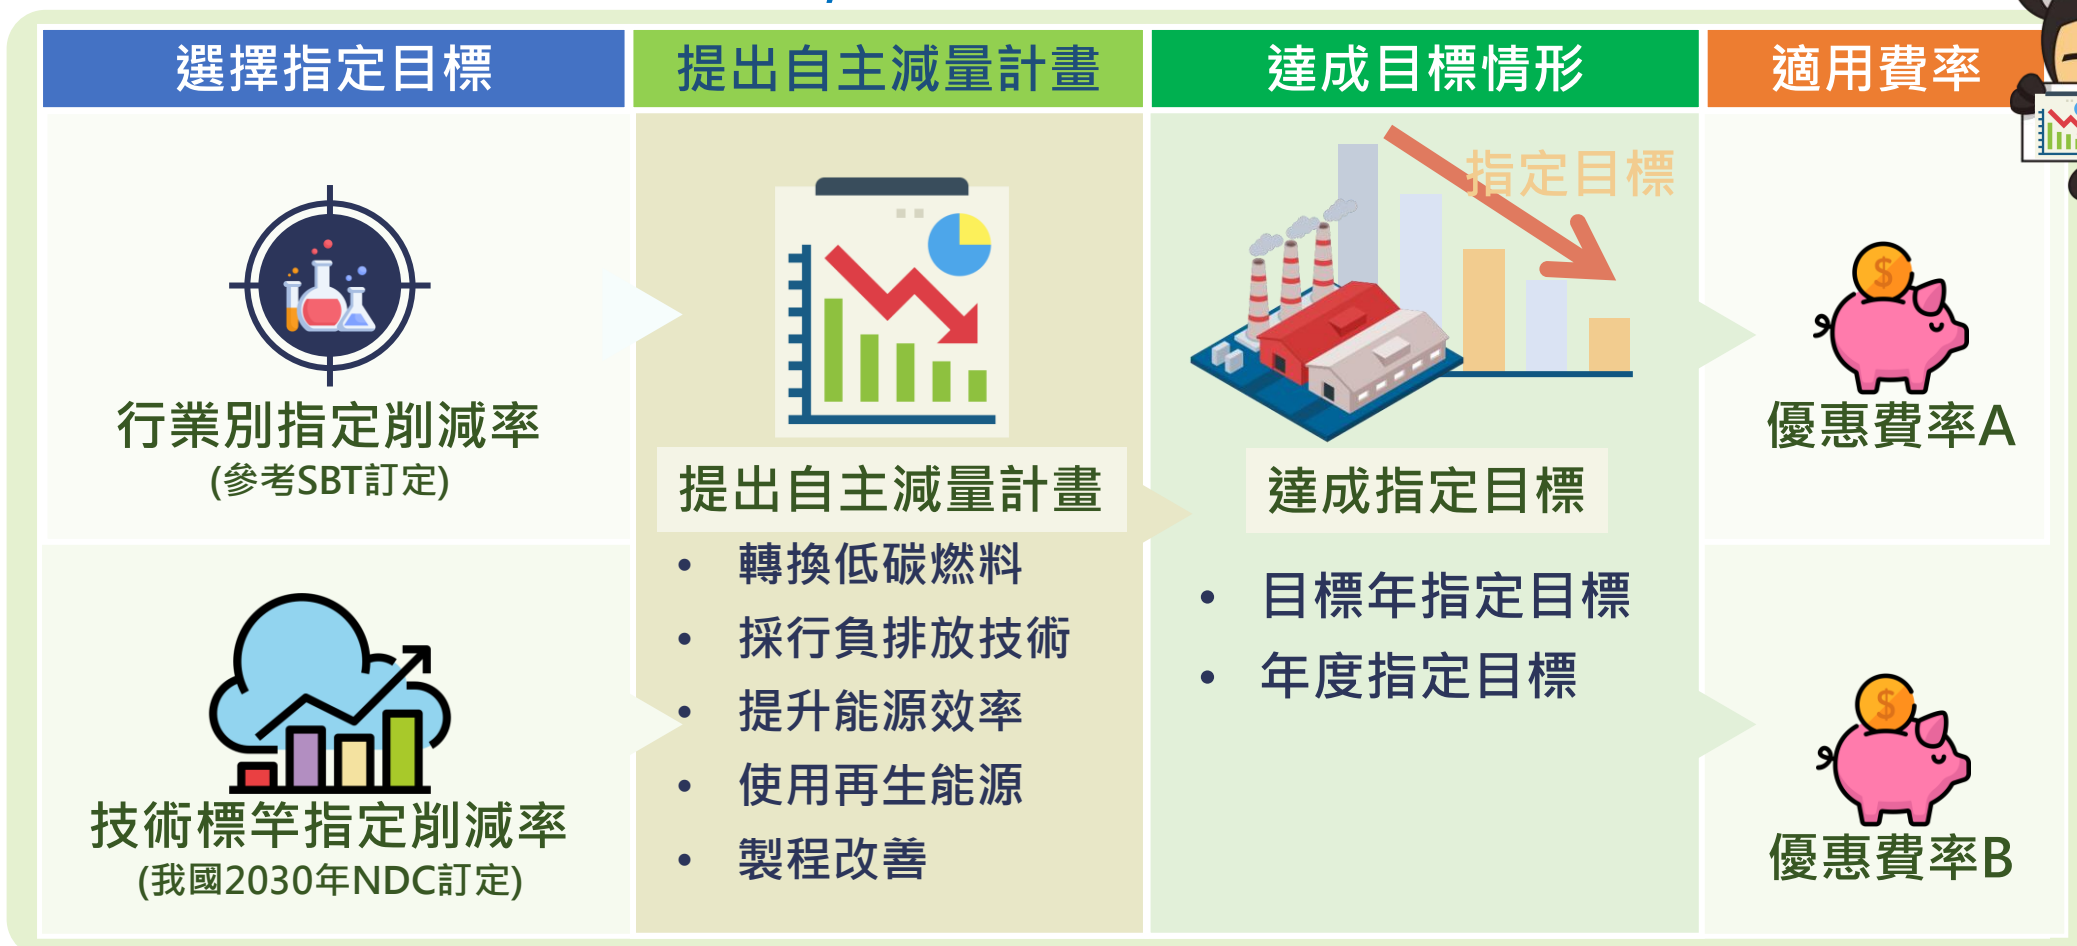 選擇指定目標
提出自主減量計畫
達成目標情形
適用費率
行業別指定削減率
(參考SBT訂定)
技術標竿指定削減率
(我國2030年NDC訂定)
提出自主減量計畫
• 轉換低碳燃料
• 採行負排放技術
• 提升能源效率
• 使用再生能源
• 製程改善
指定目標
達成指定目標
• 目標年指定目標
• 年度指定目標
優惠費率A
優惠費率B